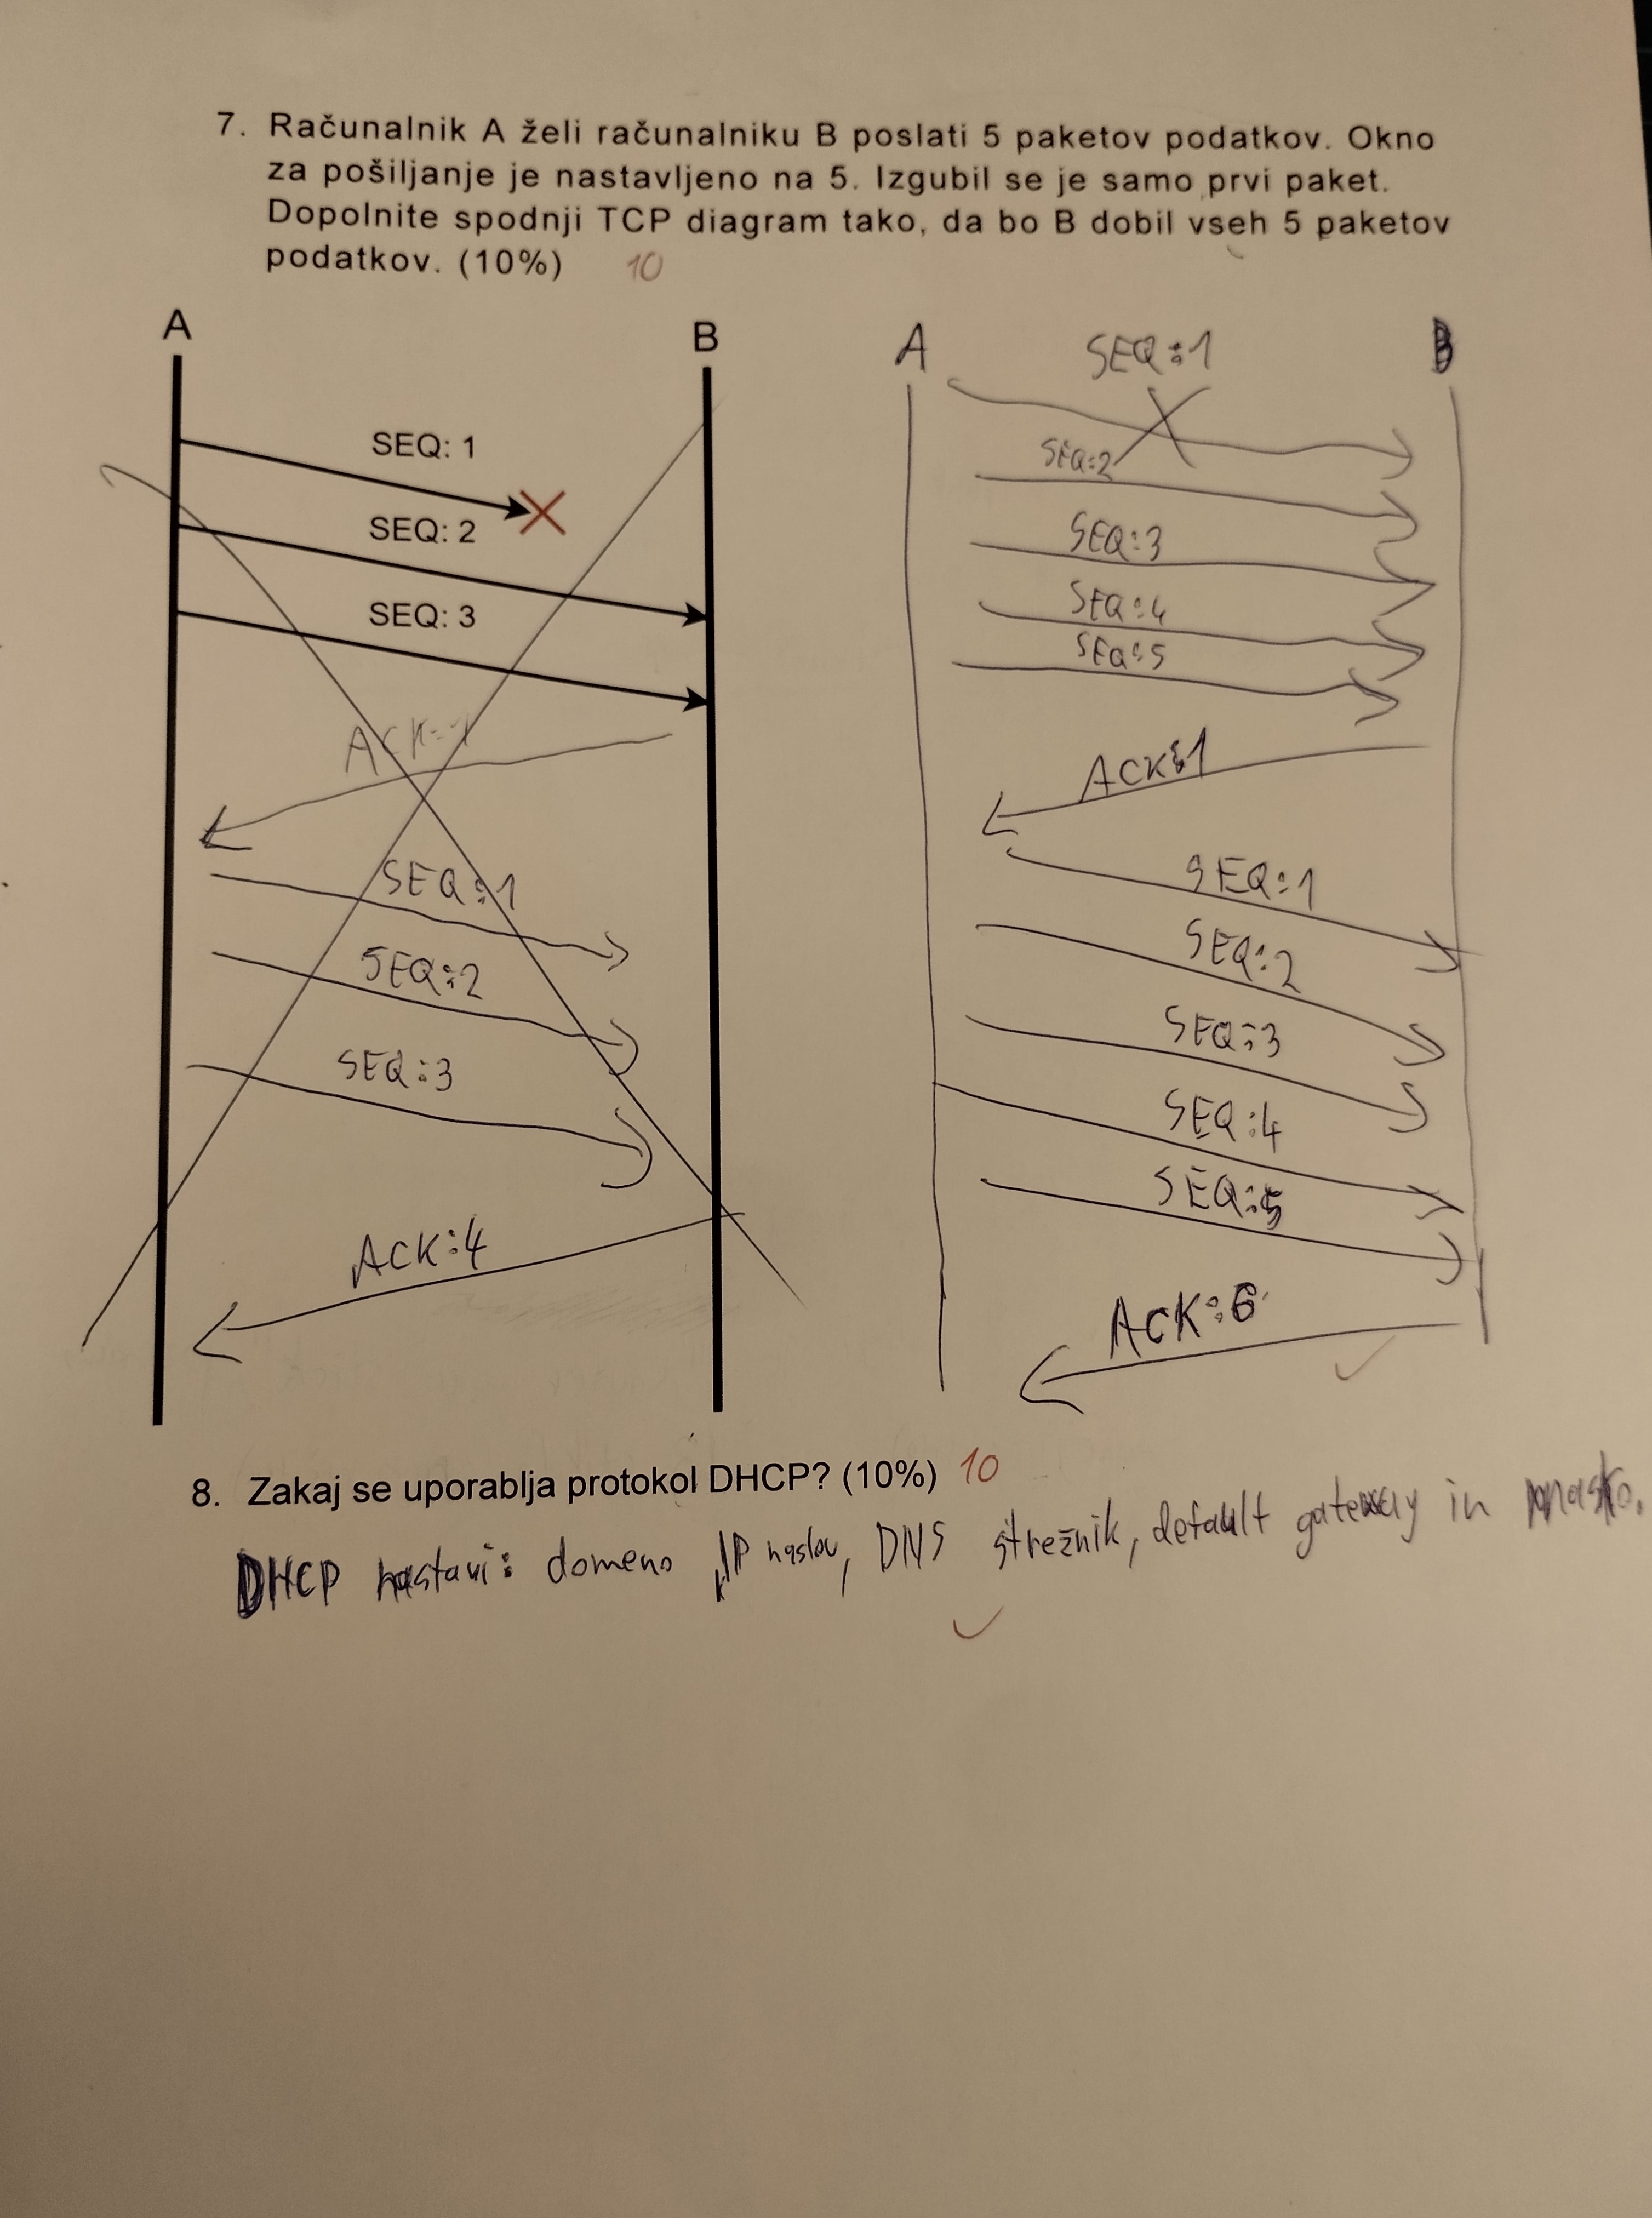 7. Računalnik A želi računalniku B poslati 5 paketov podatkov. Okno
za pošiljanje je nastavljeno na 5. Izgubil se je samo prvi paket.
Dopolnite spodnji TCP diagram tako, da bo B dobil vseh 5 paketov
podatkov. (10%) 10
A
B
SEQ: 1
SEQ: 2
SEQ: 3
ACK:1
SEQ:1
SEQ:2
SEQ:3
ACK:4
A
B
SEQ:1
SEQ:2
SEQ:3
SEQ:4
SEQ:5
ACK:1
SEQ:1
SEQ:2
SEQ:3
SEQ:4
SEQ:5
ACK:6
8. Zakaj se uporablja protokol DHCP? (10%) 10
DHCP nastavi: domeno IP naslov, DNS strežnik, default gateway in masko.